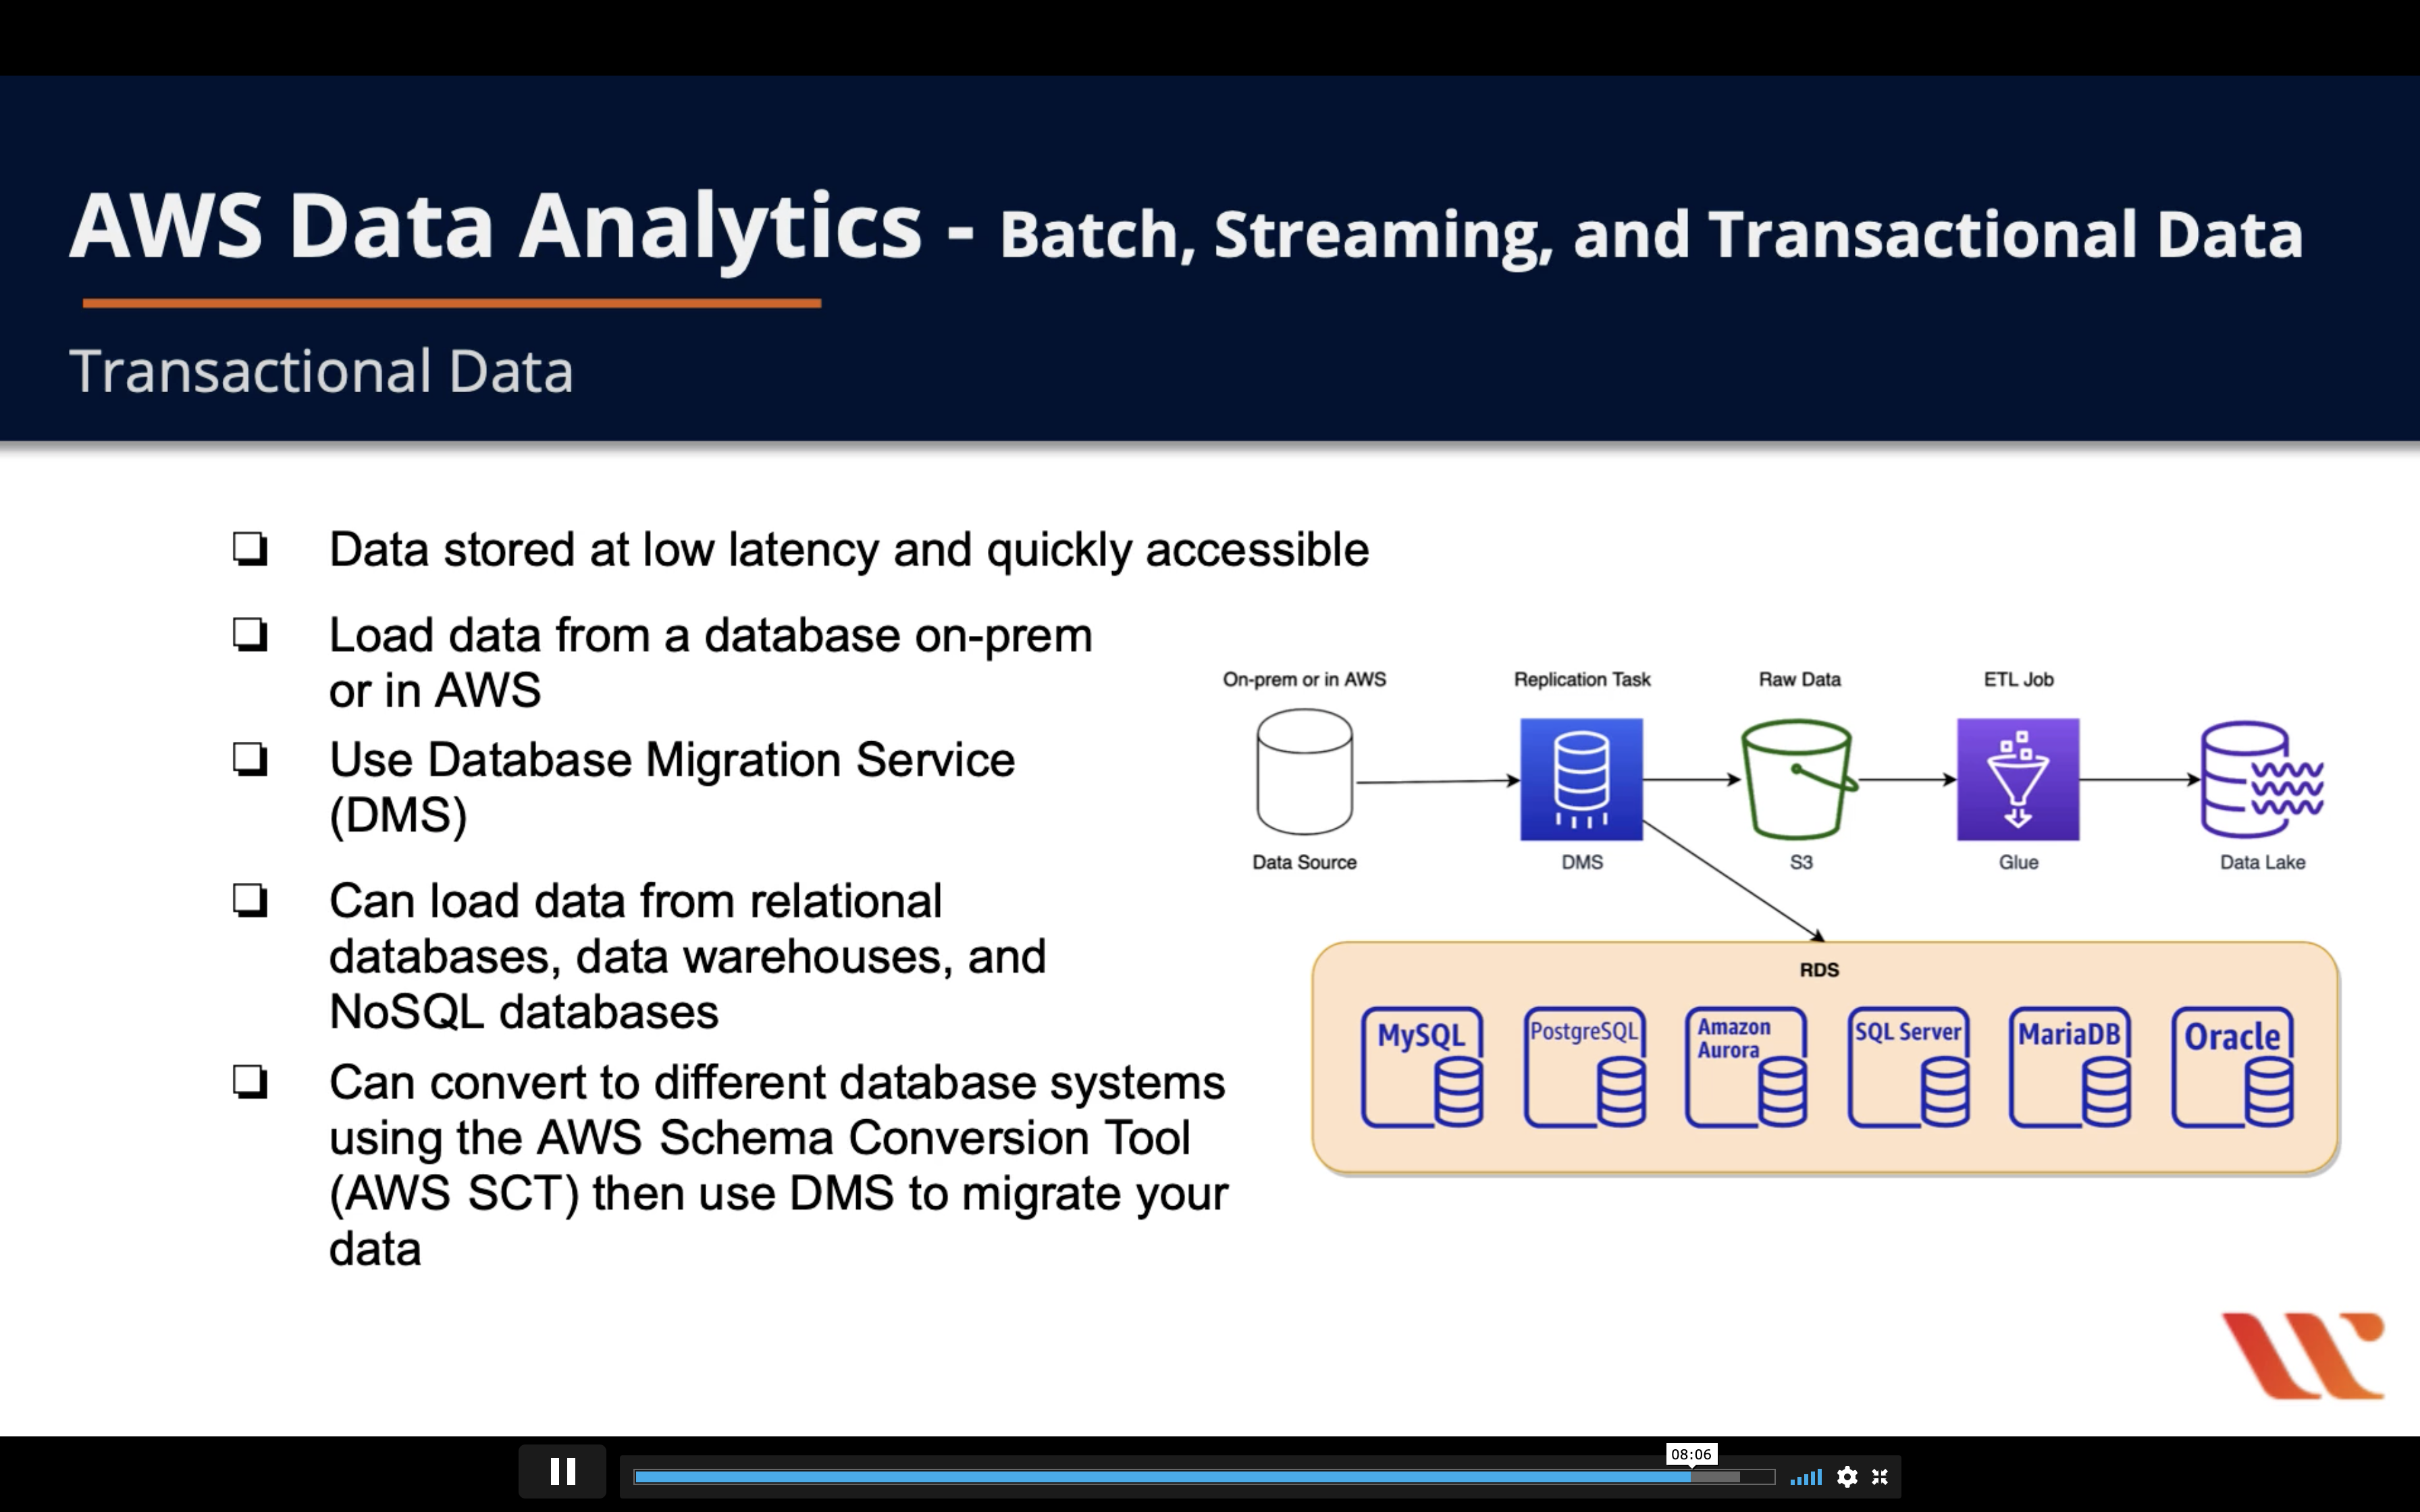 AWS Data Analytics - Batch, Streaming, and Transactional Data
Transactional Data
❏ Data stored at low latency and quickly accessible
❏ Load data from a database on-prem
or in AWS
❏ Use Database Migration Service
(DMS)
❏ Can load data from relational
databases, data warehouses, and
NoSQL databases
❏ Can convert to different database systems
using the AWS Schema Conversion Tool
(AWS SCT) then use DMS to migrate your
data
On-prem or in AWS Replication Task Raw Data ETL Job
Data Source DMS S3 Glue Data Lake
RDS
MySQL PostgreSQL Amazon Aurora SQL Server MariaDB Oracle
08:06